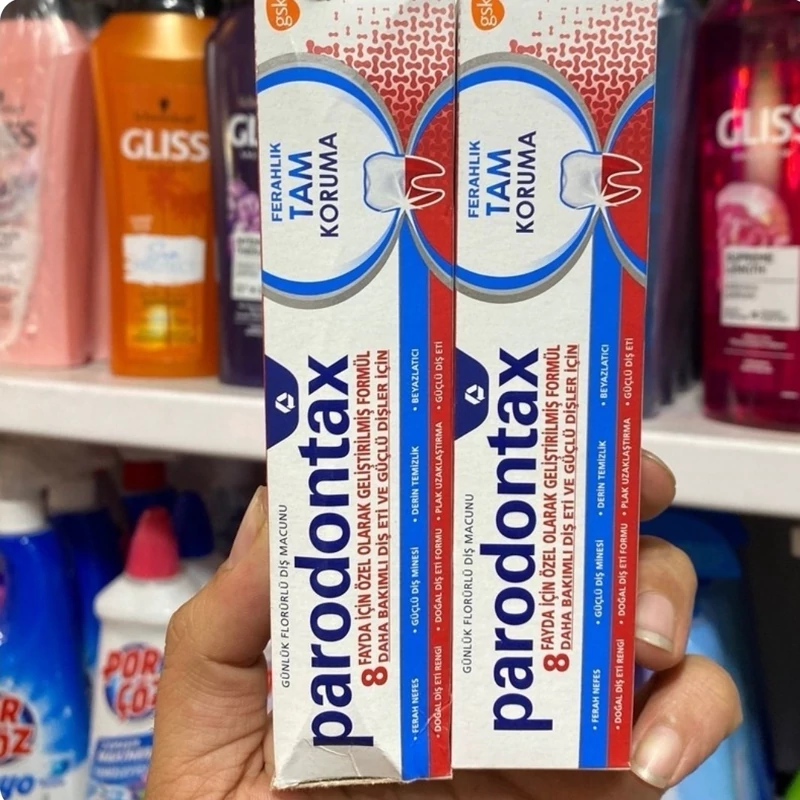 gsk
FERAHLIK
TAM
KORUMA
GÜNLÜK FLORÜRLÜ DİŞ MACUNU
parodontax
8 FAYDA İÇİN ÖZEL OLARAK GELİŞTİRİLMİŞ FORMÜL
DAHA BAKIMLI DİŞ ETİ VE GÜÇLÜ DİŞLER İÇİN
• FERAH NEFES • GÜÇLÜ DİŞ MİNESİ • DERİN TEMİZLİK • BEYAZLATICI
• DOĞAL DİŞ ETİ RENGİ • DOĞAL DİŞ ETİ FORMU • PLAK UZAKLAŞTIRMA • GÜÇLÜ DİŞ ETİ
gsk
FERAHLIK
TAM
KORUMA
GÜNLÜK FLORÜRLÜ DİŞ MACUNU
parodontax
8 FAYDA İÇİN ÖZEL OLARAK GELİŞTİRİLMİŞ FORMÜL
DAHA BAKIMLI DİŞ ETİ VE GÜÇLÜ DİŞLER İÇİN
• FERAH NEFES • GÜÇLÜ DİŞ MİNESİ • DERİN TEMİZLİK • BEYAZLATICI
• DOĞAL DİŞ ETİ RENGİ • DOĞAL DİŞ ETİ FORMU • PLAK UZAKLAŞTIRMA • GÜÇLÜ DİŞ ETİ
GLISS
GL
GLISS
SUPREME
LENGTH
POR
ÇÖZ